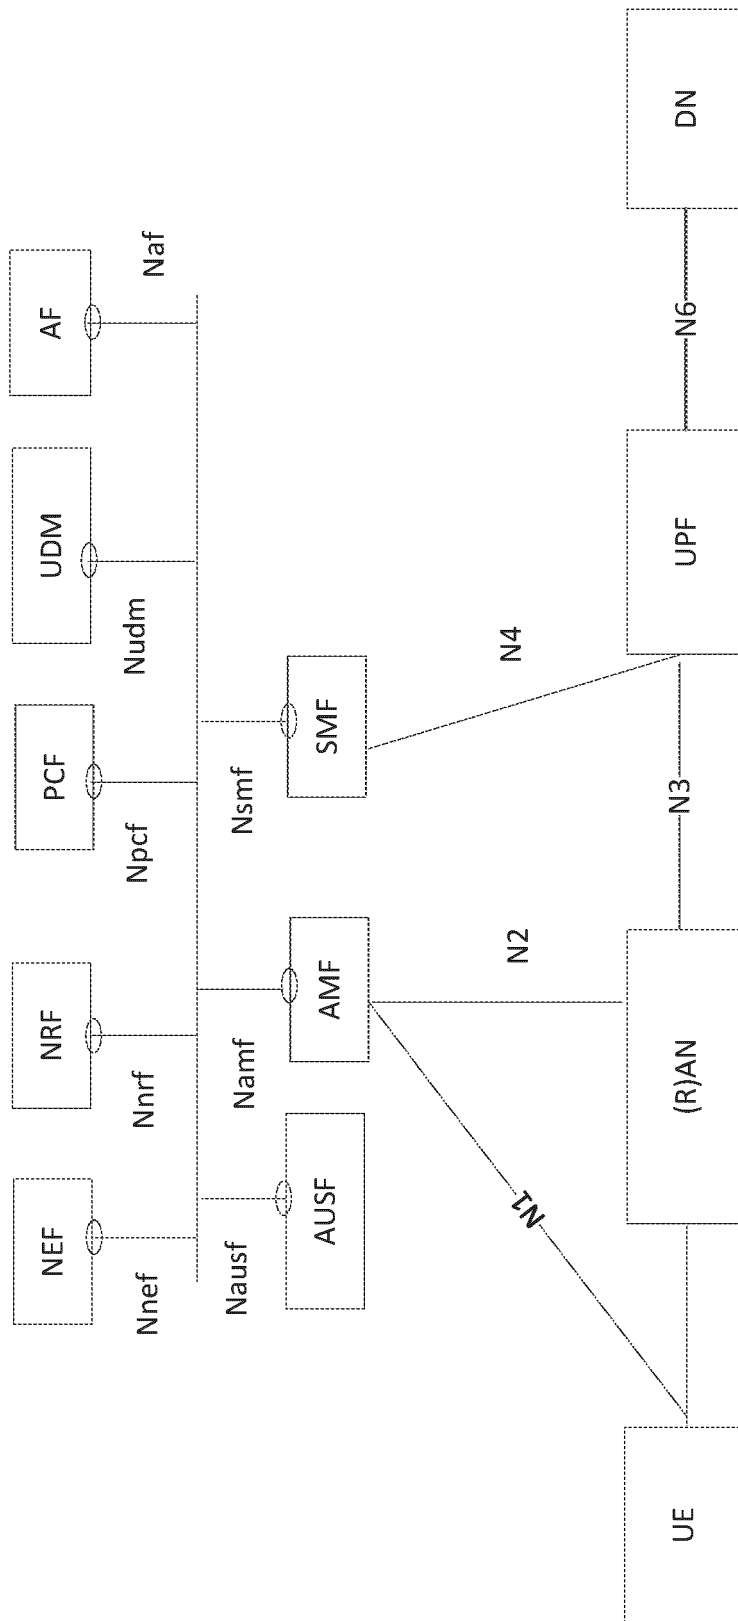 NEF
NRF
PCF
UDM
AF
Nnef
Nnrf
Npcf
Nudm
Naf
Nausf
Namf
Nsmf
AUSF
AMF
SMF
N1
N2
N4
UE
(R)AN
N3
UPF
N6
DN